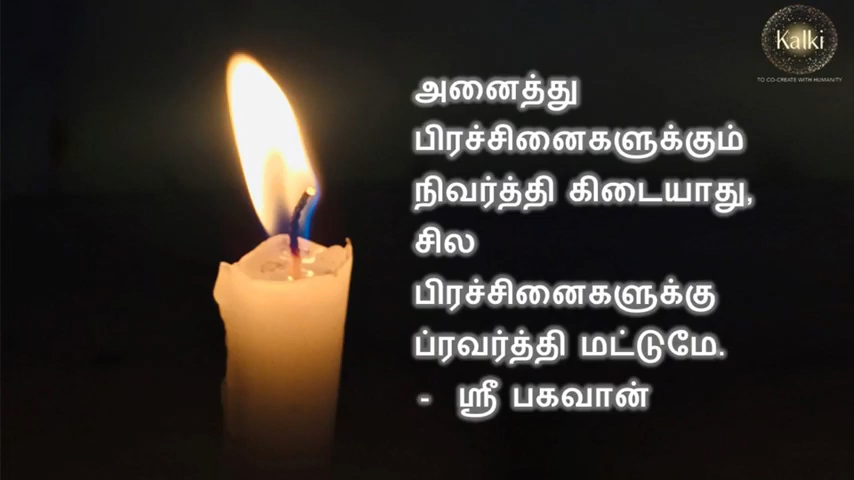 Kalki
TO CO-CREATE WITH HUMANITY
அனைத்து
பிரச்சினைகளுக்கும்
நிவர்த்தி கிடையாது,
சில
பிரச்சினைகளுக்கு
ப்ரவர்த்தி மட்டுமே.
- ஸ்ரீ பகவான்